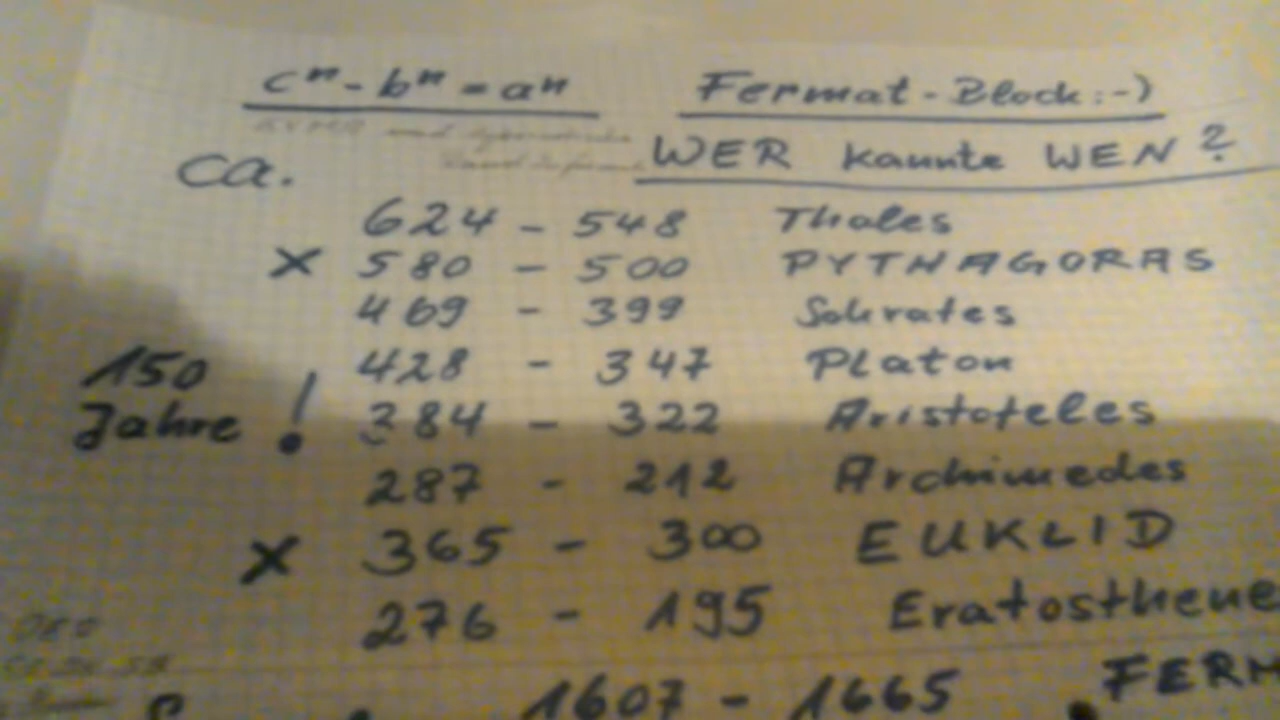 cⁿ - bⁿ = aⁿ Fermat-Block :-)
WER kannte WEN?
ca.
624 - 548 Thales
X 580 - 500 PYTHAGORAS
469 - 399 Sokrates
150 428 - 347 Platon
Jahre ! 384 - 322 Aristoteles
287 - 212 Archimedes
X 365 - 300 EUKLID
276 - 195 Eratosthene
1607 - 1665 FERM